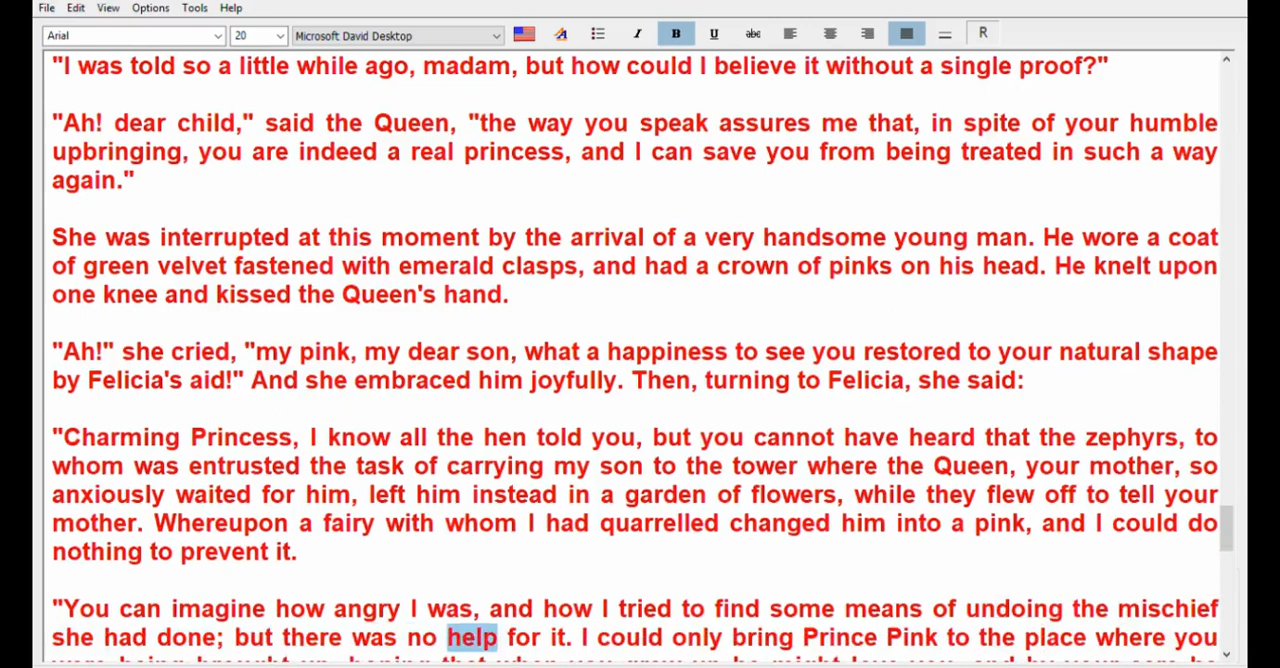 File Edit View Options Tools Help
Arial 20 Microsoft David Desktop I B U abc R
"I was told so a little while ago, madam, but how could I believe it without a single proof?"
"Ah! dear child," said the Queen, "the way you speak assures me that, in spite of your humble
upbringing, you are indeed a real princess, and I can save you from being treated in such a way
again."
She was interrupted at this moment by the arrival of a very handsome young man. He wore a coat
of green velvet fastened with emerald clasps, and had a crown of pinks on his head. He knelt upon
one knee and kissed the Queen's hand.
"Ah!" she cried, "my pink, my dear son, what a happiness to see you restored to your natural shape
by Felicia's aid!" And she embraced him joyfully. Then, turning to Felicia, she said:
"Charming Princess, I know all the hen told you, but you cannot have heard that the zephyrs, to
whom was entrusted the task of carrying my son to the tower where the Queen, your mother, so
anxiously waited for him, left him instead in a garden of flowers, while they flew off to tell your
mother. Whereupon a fairy with whom I had quarrelled changed him into a pink, and I could do
nothing to prevent it.
"You can imagine how angry I was, and how I tried to find some means of undoing the mischief
she had done; but there was no help for it. I could only bring Prince Pink to the place where you